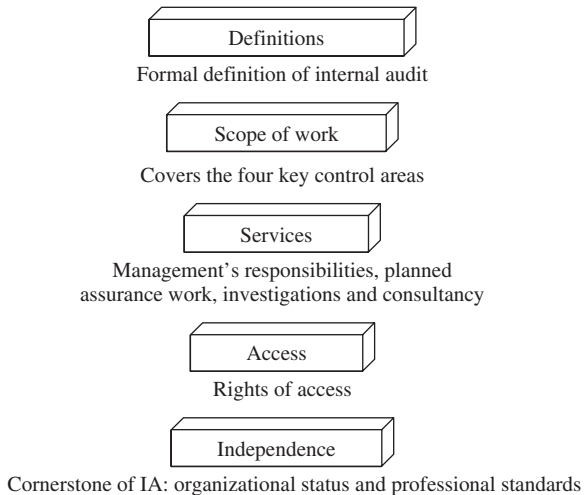 Definitions
Formal definition of internal audit
Scope of work
Covers the four key control areas
Services
Management’s responsibilities, planned
assurance work, investigations and consultancy
Access
Rights of access
Independence
Cornerstone of IA: organizational status and professional standards